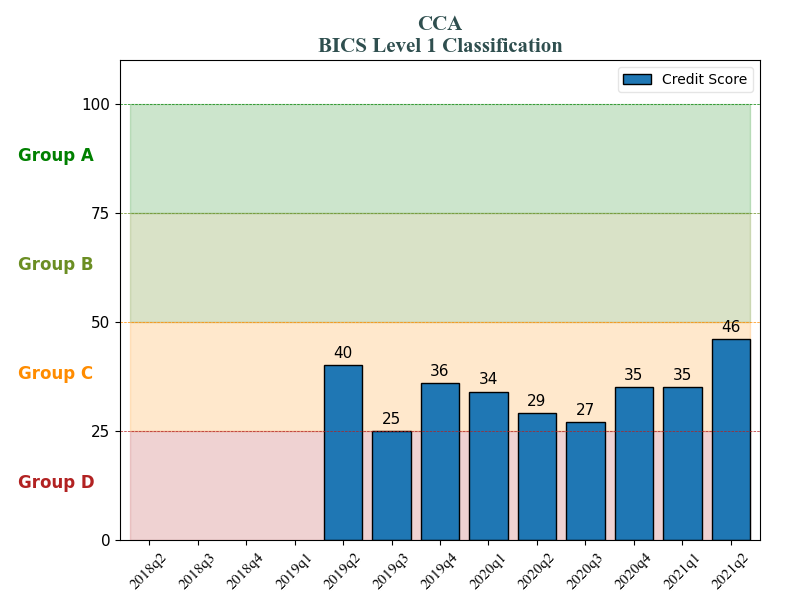 CCA
BICS Level 1 Classification
Credit Score
100
Group A
75
Group B
50
46
40
Group C
36
35
35
34
29
27
25
25
Group D
0
2018q2 2018q3 2018q4 2019q1 2019q2 2019q3 2019q4 2020q1 2020q2 2020q3 2020q4 2021q1 2021q2